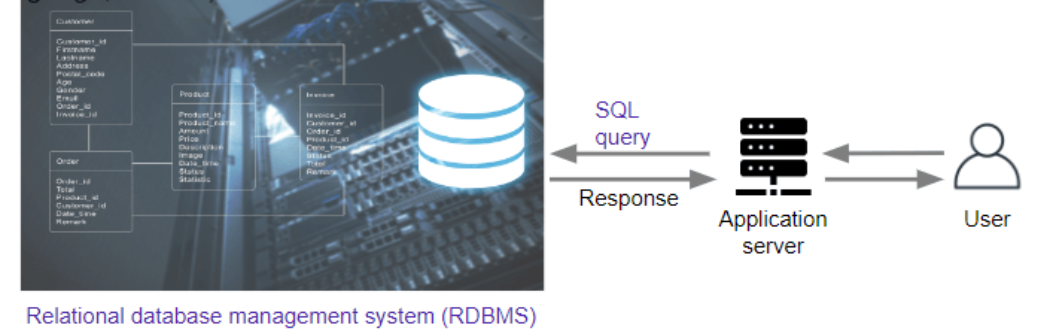 Customer
Customer_id
Firstname
Lastname
Address
Postal_code
Age
Gender
Email
Order_id
Invoice_id
Product
Product_id
Product_name
Amount
Price
Description
Image
Date_time
Status
Statistic
Invoice
Invoice_id
Customer_id
Order_id
Product_id
Date_time
Status
Total
Remark
Order
Order_id
Total
Product_id
Customer_id
Date_time
Remark
SQL
query
Response
Application
server
User
Relational database management system (RDBMS)